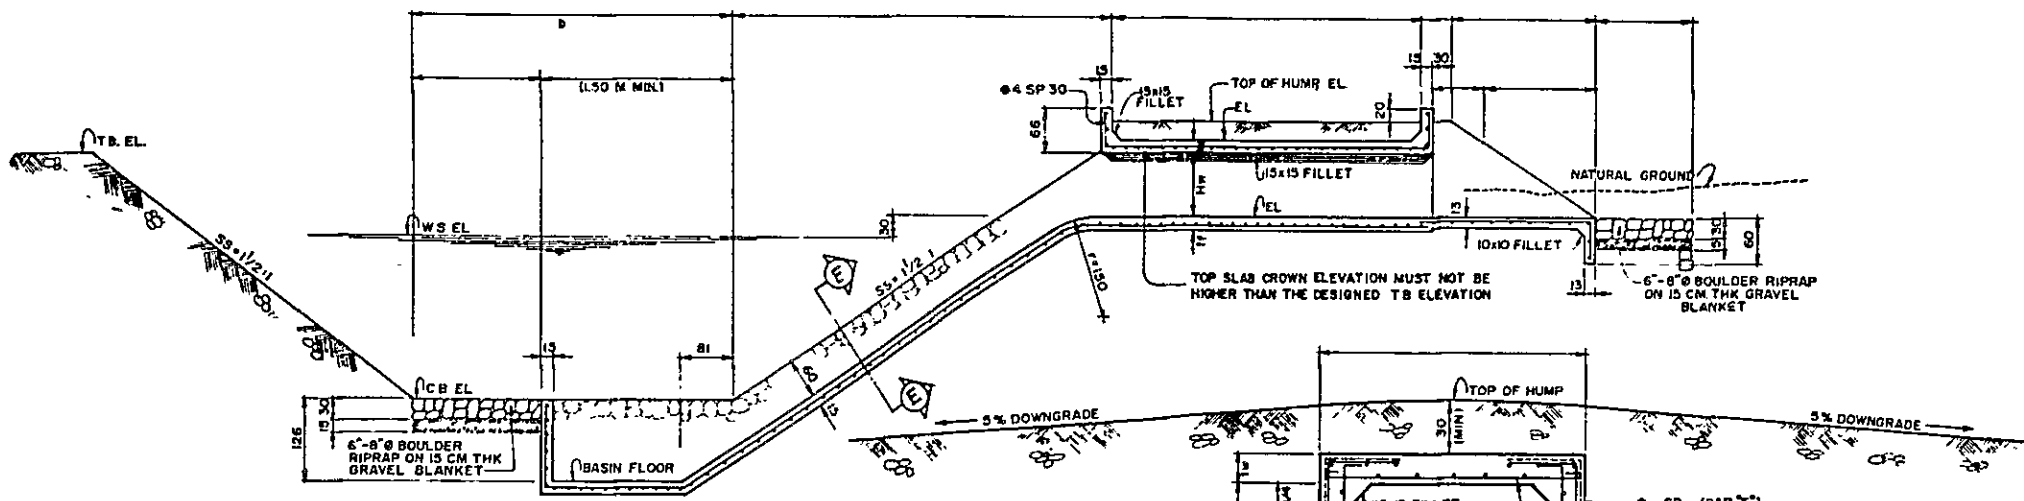 D
(1.50 M MIN.)
15
15
30
#4 SP 30
15x15
FILLET
TOP OF HUMP EL
EL
20
66
T.B. EL.
15x15 FILLET
NATURAL GROUND
Hw
W S EL
30
EL
13
10x10 FILLET
15
30
60
SS = 1 1/2 : 1
SS = 1 1/2 : 1
E
r=150
TOP SLAB CROWN ELEVATION MUST NOT BE
HIGHER THAN THE DESIGNED TB ELEVATION
13
6"-8"Ø BOULDER RIPRAP
ON 15 CM. THK GRAVEL
BLANKET
15
81
60
13
E
C B EL
TOP OF HUMP
126
15
30
5% DOWNGRADE
30
(MIN)
5% DOWNGRADE
6"-8"Ø BOULDER
RIPRAP ON 15 CM THK
GRAVEL BLANKET
BASIN FLOOR